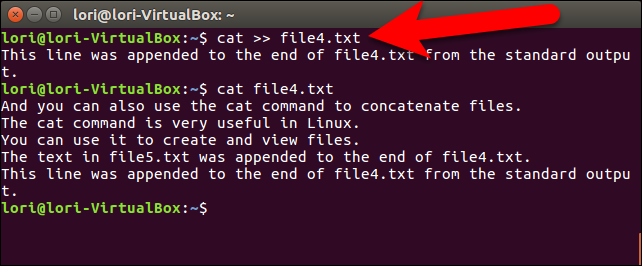 lori@lori-VirtualBox: ~
lori@lori-VirtualBox:~$ cat >> file4.txt
This line was appended to the end of file4.txt from the standard outpu
t.
lori@lori-VirtualBox:~$ cat file4.txt
And you can also use the cat command to concatenate files.
The cat command is very useful in Linux.
You can use it to create and view files.
The text in file5.txt was appended to the end of file4.txt.
This line was appended to the end of file4.txt from the standard outpu
t.
lori@lori-VirtualBox:~$